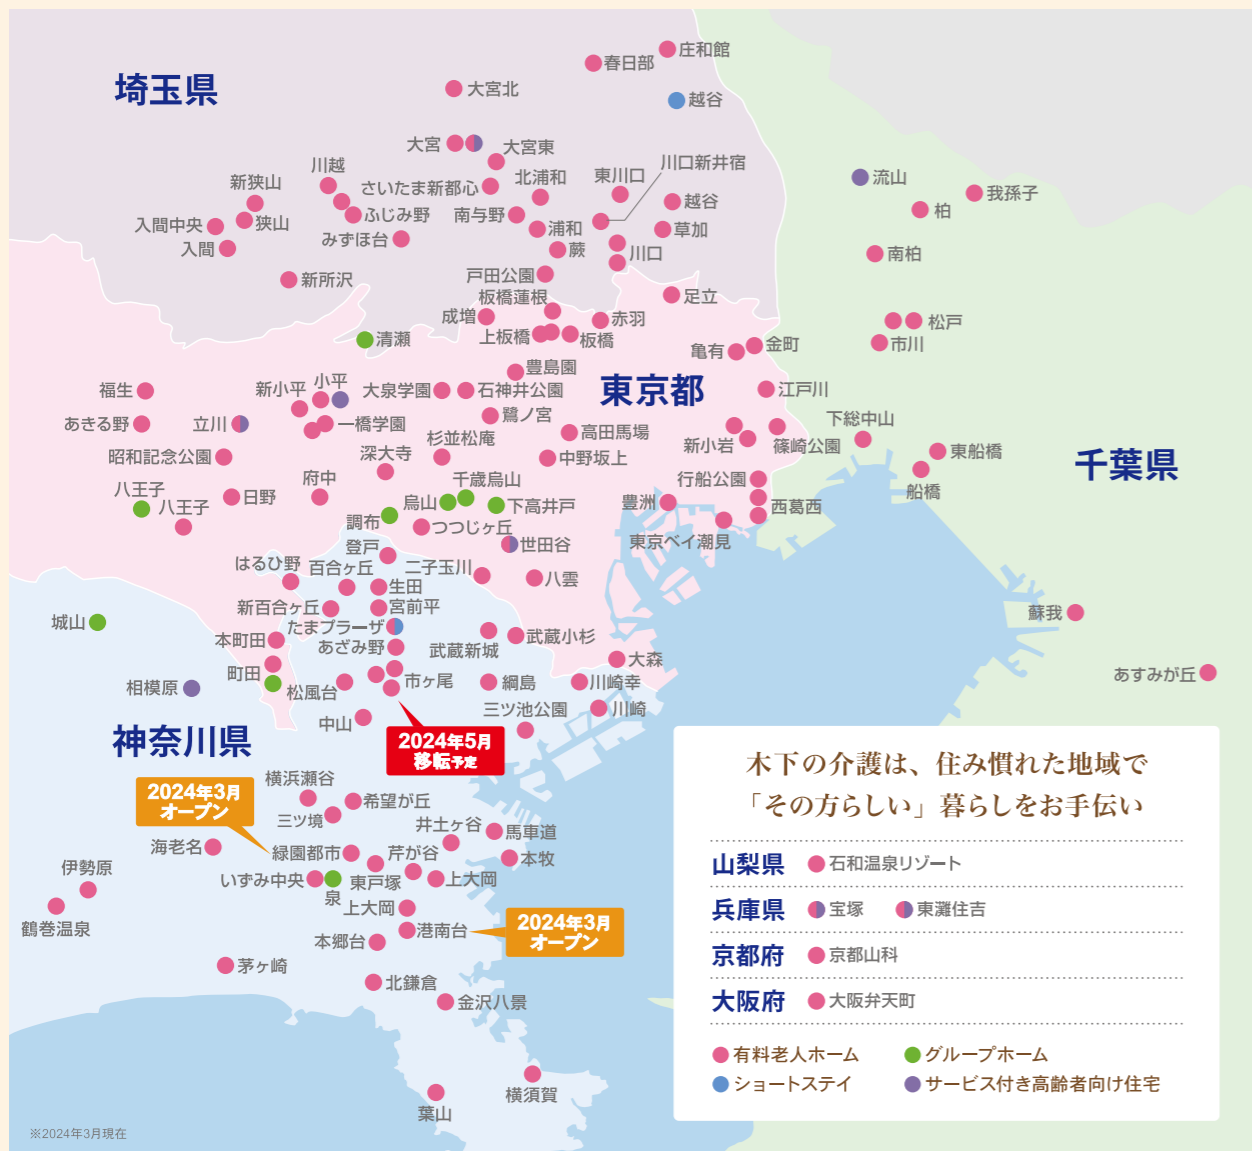 埼玉県
春日部
庄和館
大宮北
越谷
大宮
大宮東
川口新井宿
川越
さいたま新都心
北浦和
東川口
新狭山
流山
我孫子
柏
入間中央
狭山
ふじみ野
南与野
浦和
越谷
草加
入間
みずほ台
蕨
川口
南柏
新所沢
戸田公園
板橋蓮根
足立
成増
赤羽
松戸
清瀬
上板橋
板橋
亀有
金町
市川
福生
新小平
小平
大泉学園
豊島園
石神井公園
東京都
江戸川
あきる野
立川
一橋学園
鷺ノ宮
高田馬場
新小岩
篠崎公園
下総中山
東船橋
船橋
千葉県
昭和記念公園
深大寺
杉並松庵
中野坂上
八王子
八王子
日野
府中
千歳烏山
烏山
下高井戸
行船公園
西葛西
豊洲
東京ベイ潮見
調布
つつじヶ丘
世田谷
登戸
はるひ野
百合ヶ丘
生田
二子玉川
八雲
新百合ヶ丘
宮前平
城山
たまプラーザ
本町田
あざみ野
武蔵新城
武蔵小杉
蘇我
町田
大森
あすみが丘
相模原
松風台
市ヶ尾
綱島
川崎幸
中山
三ツ池公園
川崎
神奈川県
2024年5月
移転予定
横浜瀬谷
2024年3月
オープン
希望が丘
三ツ境
井土ヶ谷
馬車道
海老名
緑園都市
芹が谷
本牧
伊勢原
いずみ中央
泉
東戸塚
上大岡
鶴巻温泉
上大岡
港南台
2024年3月
オープン
本郷台
茅ヶ崎
北鎌倉
金沢八景
横須賀
葉山
木下の介護は、住み慣れた地域で
「その方らしい」暮らしをお手伝い
山梨県 石和温泉リゾート
兵庫県 宝塚 東灘住吉
京都府 京都山科
大阪府 大阪弁天町
有料老人ホーム グループホーム
ショートステイ サービス付き高齢者向け住宅
※2024年3月現在